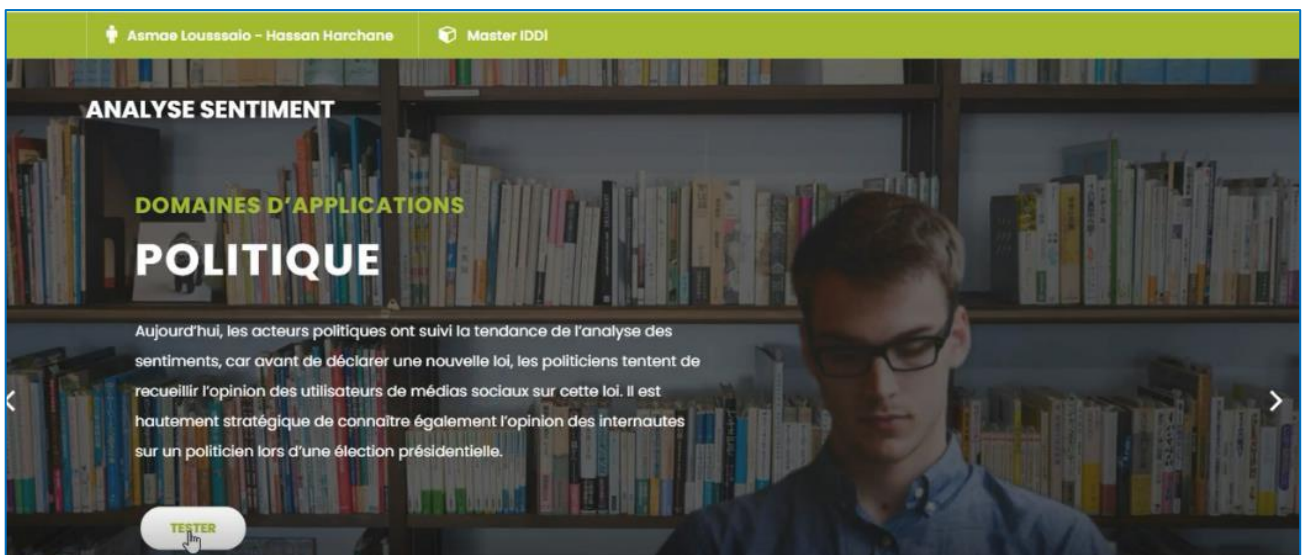 Asmae Lousssaio - Hassan Harchane
Master IDDI
ANALYSE SENTIMENT
DOMAINES D'APPLICATIONS
POLITIQUE
Aujourd'hui, les acteurs politiques ont suivi la tendance de l'analyse des
sentiments, car avant de déclarer une nouvelle loi, les politiciens tentent de
recueillir l'opinion des utilisateurs de médias sociaux sur cette loi. Il est
hautement stratégique de connaître également l'opinion des internautes
sur un politicien lors d'une élection présidentielle.
TESTER